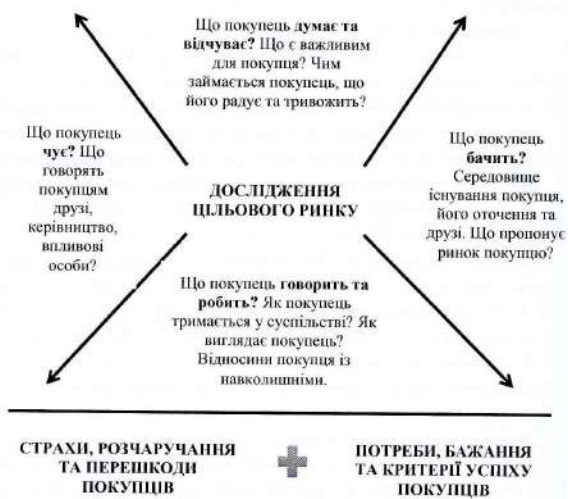 Що покупець думає та
відчуває? Що є важливим
для покупця? Чим
займається покупець, що
його радує та тривожить?
Що покупець
чує? Що
говорять
покупцям
друзі,
керівництво,
впливові
особи?
ДОСЛІДЖЕННЯ
ЦІЛЬОВОГО РИНКУ
Що покупець
бачить?
Середовище
існування покупця,
його оточення та
друзі. Що пропонує
ринок покупцю?
Що покупець говорить та
робить? Як покупець
тримається у суспільстві? Як
виглядає покупець?
Відносини покупця із
навколишніми.
СТРАХИ, РОЗЧАРУЧАННЯ
ТА ПЕРЕШКОДИ
ПОКУПЦІВ
ПОТРЕБИ, БАЖАННЯ
ТА КРИТЕРІЇ УСПІХУ
ПОКУПЦІВ